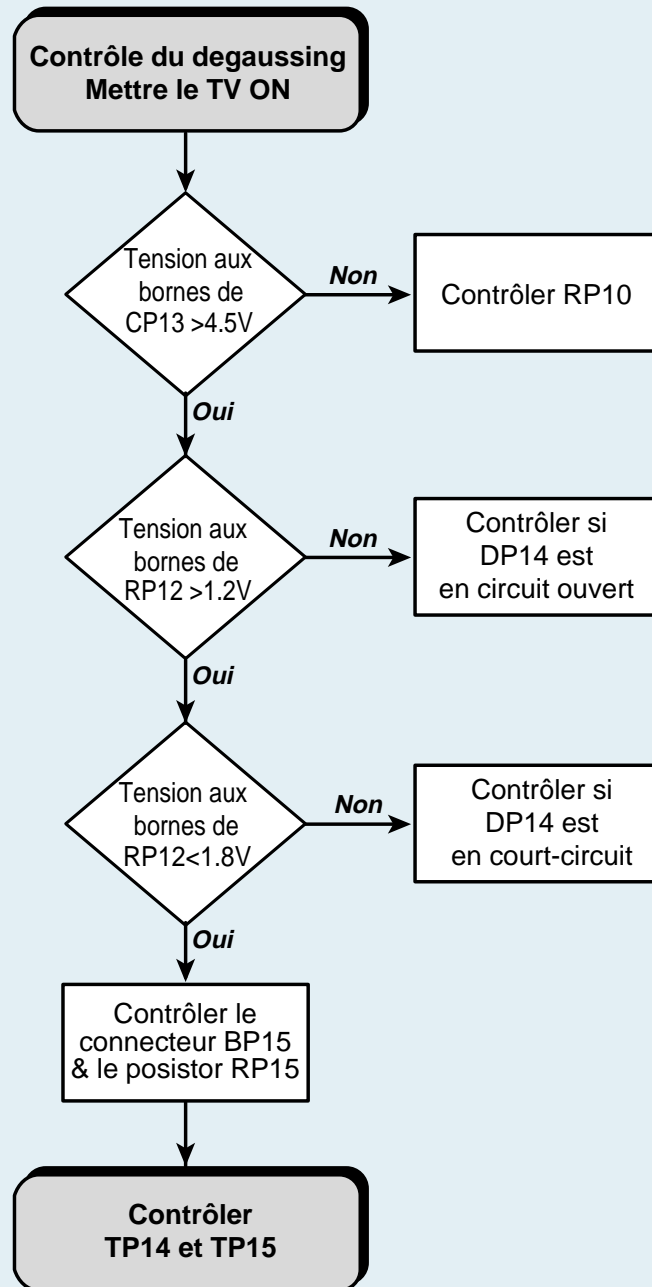 Contrôle du degaussing
Mettre le TV ON
Tension aux
bornes de
CP13 >4.5V
Non
Contrôler RP10
Oui
Tension aux
bornes de
RP12 >1.2V
Non
Contrôler si
DP14 est
en circuit ouvert
Oui
Tension aux
bornes de
RP12<1.8V
Non
Contrôler si
DP14 est
en court-circuit
Oui
Contrôler le
connecteur BP15
& le posistor RP15
Contrôler
TP14 et TP15